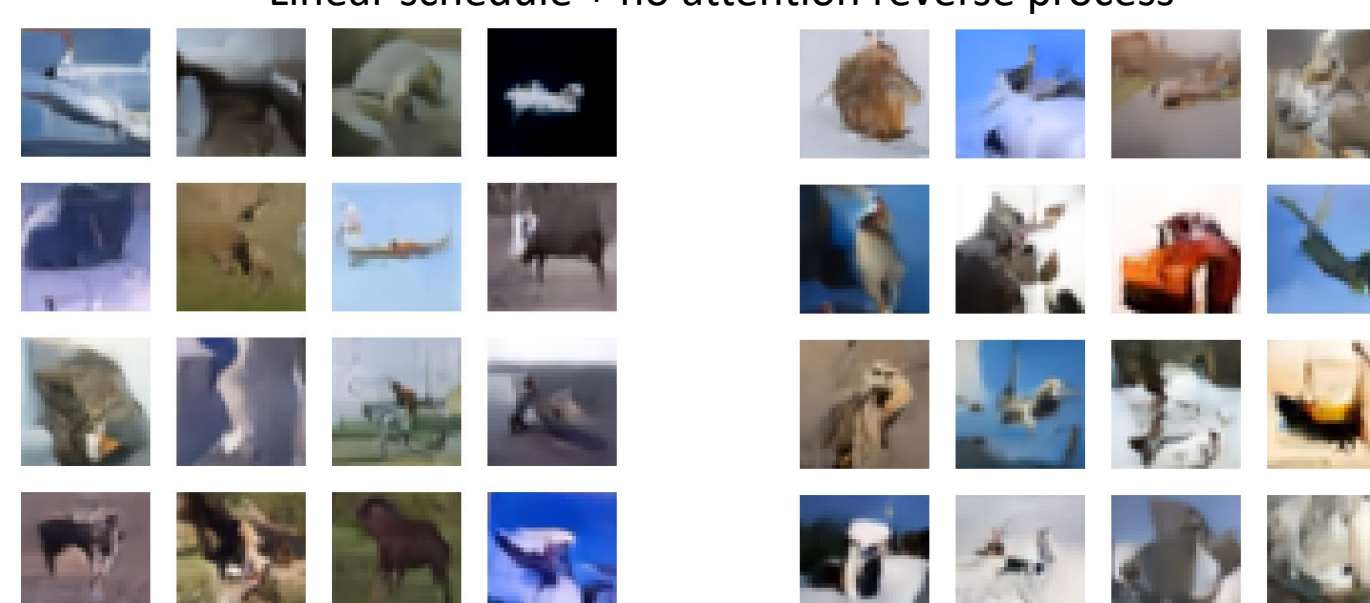 Linear schedule + no attention reverse process